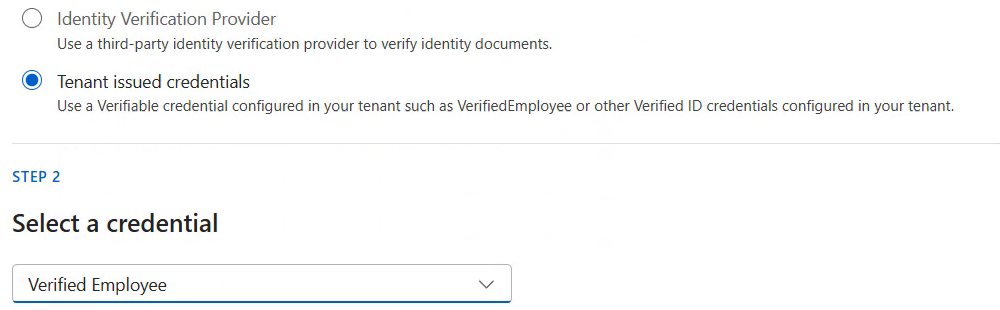 Identity Verification Provider
Use a third-party identity verification provider to verify identity documents.
Tenant issued credentials
Use a Verifiable credential configured in your tenant such as VerifiedEmployee or other Verified ID credentials configured in your tenant.
STEP 2
Select a credential
Verified Employee